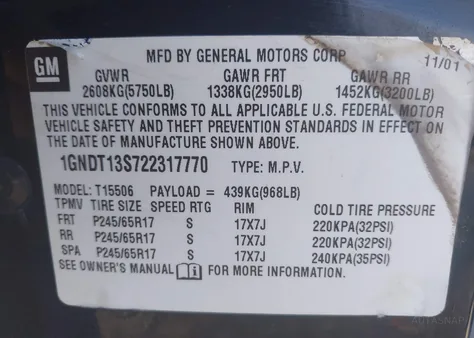 MFD BY GENERAL MOTORS CORP
11/01
GM
GVWR GAWR FRT GAWR RR
2608KG(5750LB) 1338KG(2950LB) 1452KG(3200LB)
THIS VEHICLE CONFORMS TO ALL APPLICABLE U.S. FEDERAL MOTOR
VEHICLE SAFETY AND THEFT PREVENTION STANDARDS IN EFFECT ON
THE DATE OF MANUFACTURE SHOWN ABOVE.
1GNDT13S722317770 TYPE: M.P.V.
MODEL: T15506 PAYLOAD = 439KG(968LB)
TPMV TIRE SIZE SPEED RTG RIM COLD TIRE PRESSURE
FRT P245/65R17 S 17X7J 220KPA(32PSI)
RR P245/65R17 S 17X7J 220KPA(32PSI)
SPA P245/65R17 S 17X7J 240KPA(35PSI)
SEE OWNER'S MANUAL FOR MORE INFORMATION.